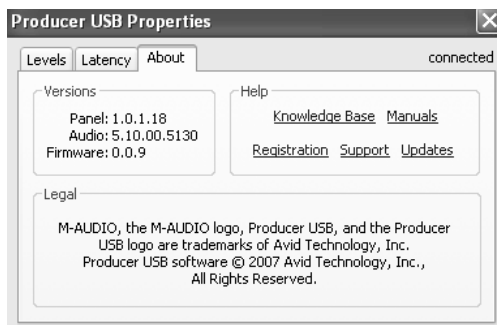 Producer USB Properties
Levels Latency About connected
Versions
Panel: 1.0.1.18
Audio: 5.10.00.5130
Firmware: 0.0.9
Help
Knowledge Base Manuals
Registration Support Updates
Legal
M-AUDIO, the M-AUDIO logo, Producer USB, and the Producer
USB logo are trademarks of Avid Technology, Inc.
Producer USB software © 2007 Avid Technology, Inc.,
All Rights Reserved.